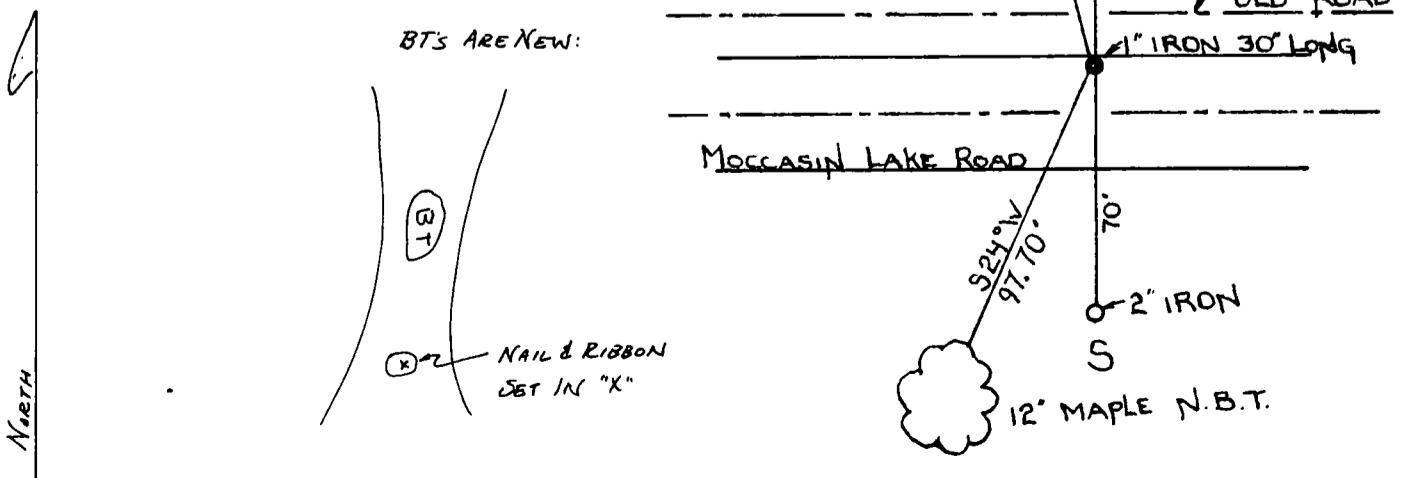 BT'S ARE NEW:
OLD ROAD
1" IRON 30" LONG
MOCCASIN LAKE ROAD
BT
S24°W
97.70'
70'
2" IRON
S
X
NAIL & RIBBON
SET IN "X"
12" MAPLE N.B.T.
NORTH